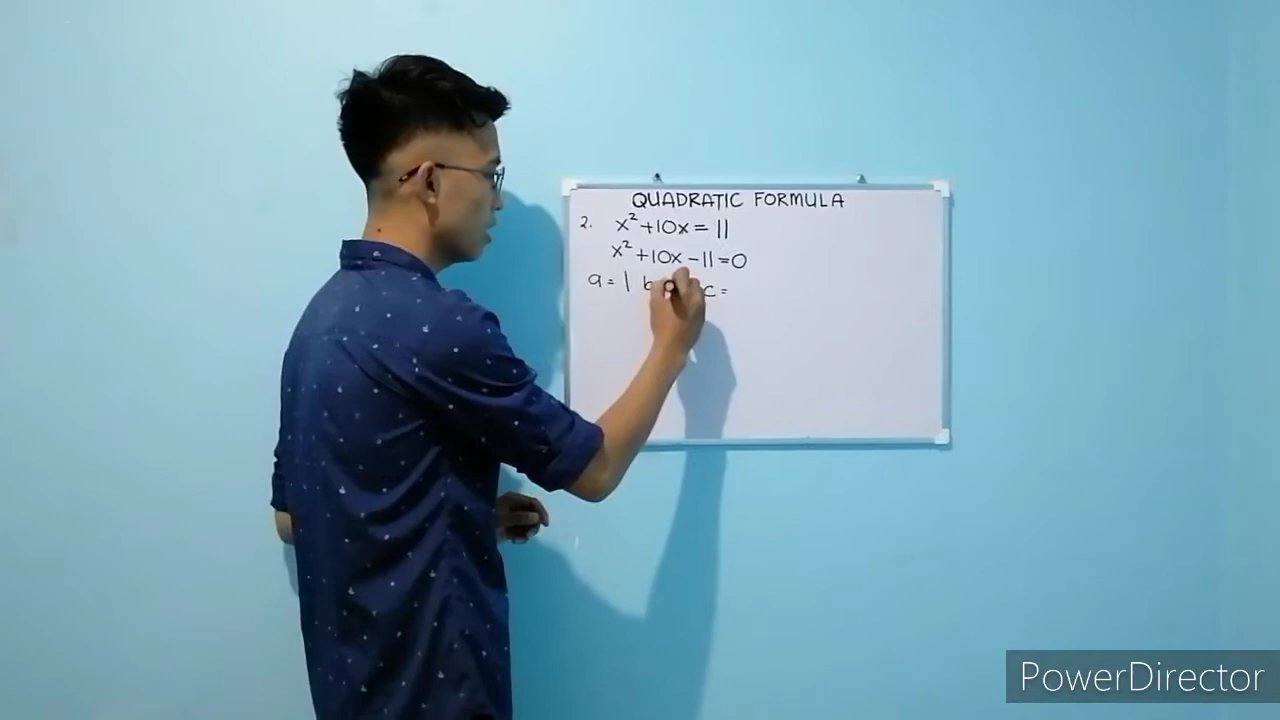 QUADRATIC FORMULA
2. x² + 10x = 11
x² + 10x - 11 = 0
a = 1 b c =
PowerDirector